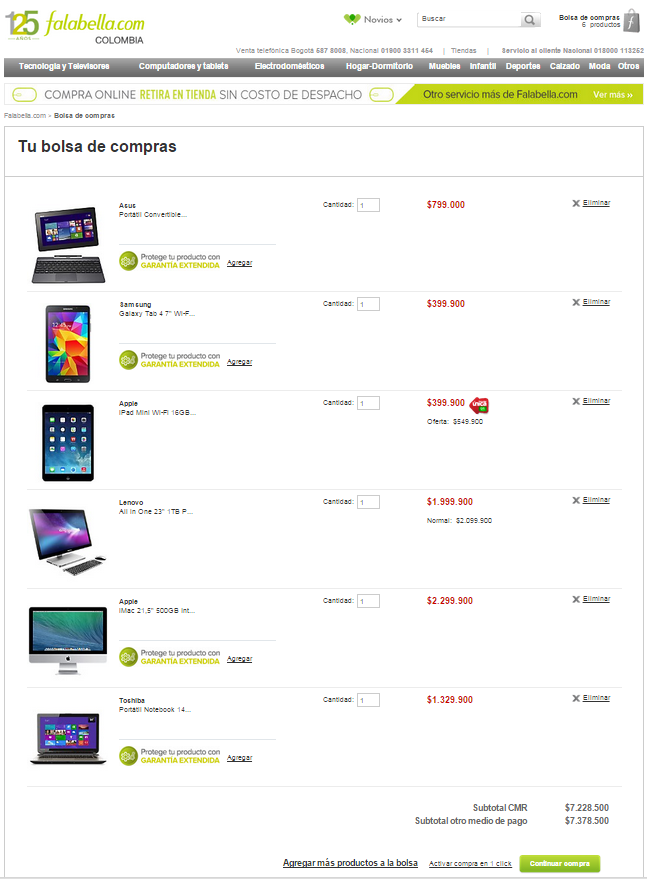 125 AÑOS
falabella.com
COLOMBIA
Novios
Buscar
Bolsa de compras
6 productos
Venta telefónica Bogotá 587 8008. Nacional 01800 3311 454 | Tiendas | Servicio al cliente Nacional 018000 113252
Tecnología y Televisores Computadores y tablets Electrodomésticos Hogar-Dormitorio Muebles Infantil Deportes Calzado Moda Otros
COMPRA ONLINE RETIRA EN TIENDA SIN COSTO DE DESPACHO
Otro servicio más de Falabella.com Ver más ››
Falabella.com > Bolsa de compras
Tu bolsa de compras
Asus
Portátil Convertible...
Cantidad: 1
$799.000
Eliminar
Protege tu producto con
GARANTÍA EXTENDIDA
Agregar
Samsung
Galaxy Tab 4 7" Wi-F...
Cantidad: 1
$399.900
Eliminar
Protege tu producto con
GARANTÍA EXTENDIDA
Agregar
Apple
iPad Mini Wi-Fi 16GB...
Cantidad: 1
$399.900
Oferta: $549.900
Eliminar
Lenovo
All in One 23" 1TB P...
Cantidad: 1
$1.999.900
Normal: $2.099.900
Eliminar
Apple
iMac 21.5" 500GB Int...
Cantidad: 1
$2.299.900
Eliminar
Protege tu producto con
GARANTÍA EXTENDIDA
Agregar
Toshiba
Portátil Notebook 14...
Cantidad: 1
$1.329.900
Eliminar
Protege tu producto con
GARANTÍA EXTENDIDA
Agregar
Subtotal CMR $7.228.500
Subtotal otro medio de pago $7.378.500
Agregar más productos a la bolsa
Activar compra en 1 click
Continuar compra